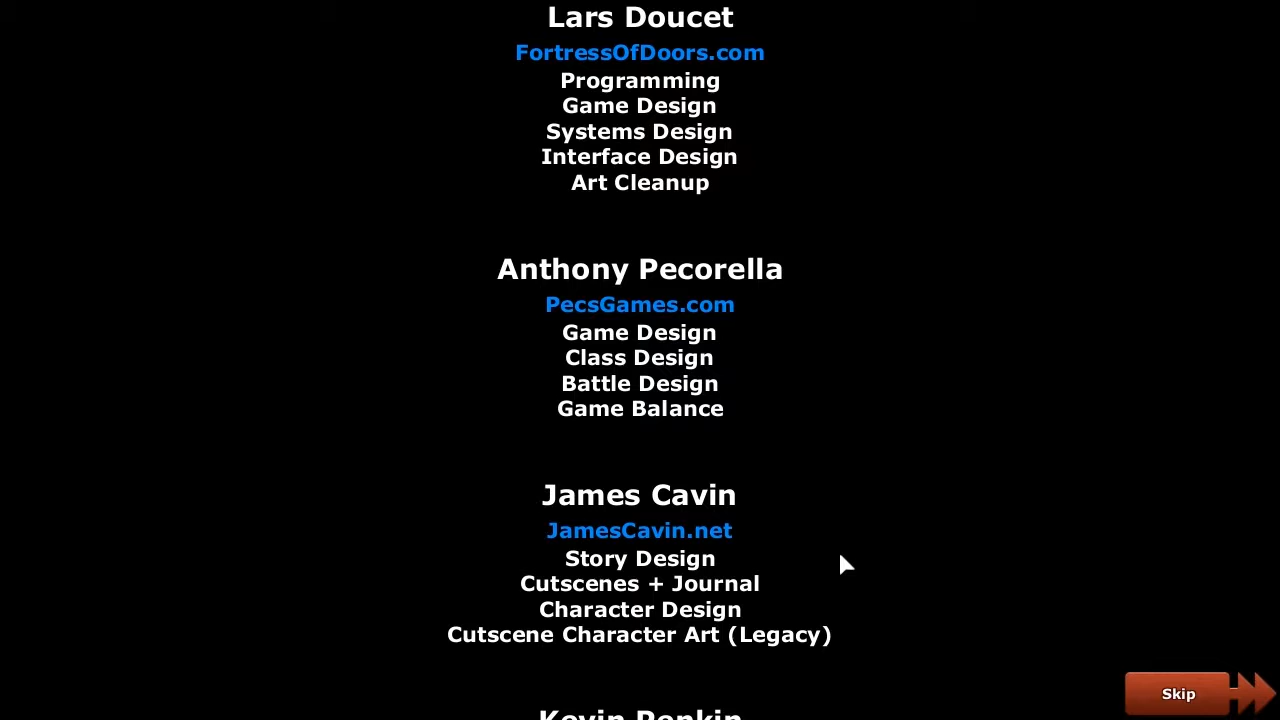 Lars Doucet
FortressOfDoors.com
Programming
Game Design
Systems Design
Interface Design
Art Cleanup
Anthony Pecorella
PecsGames.com
Game Design
Class Design
Battle Design
Game Balance
James Cavin
JamesCavin.net
Story Design
Cutscenes + Journal
Character Design
Cutscene Character Art (Legacy)
Skip
Kevin Penkin